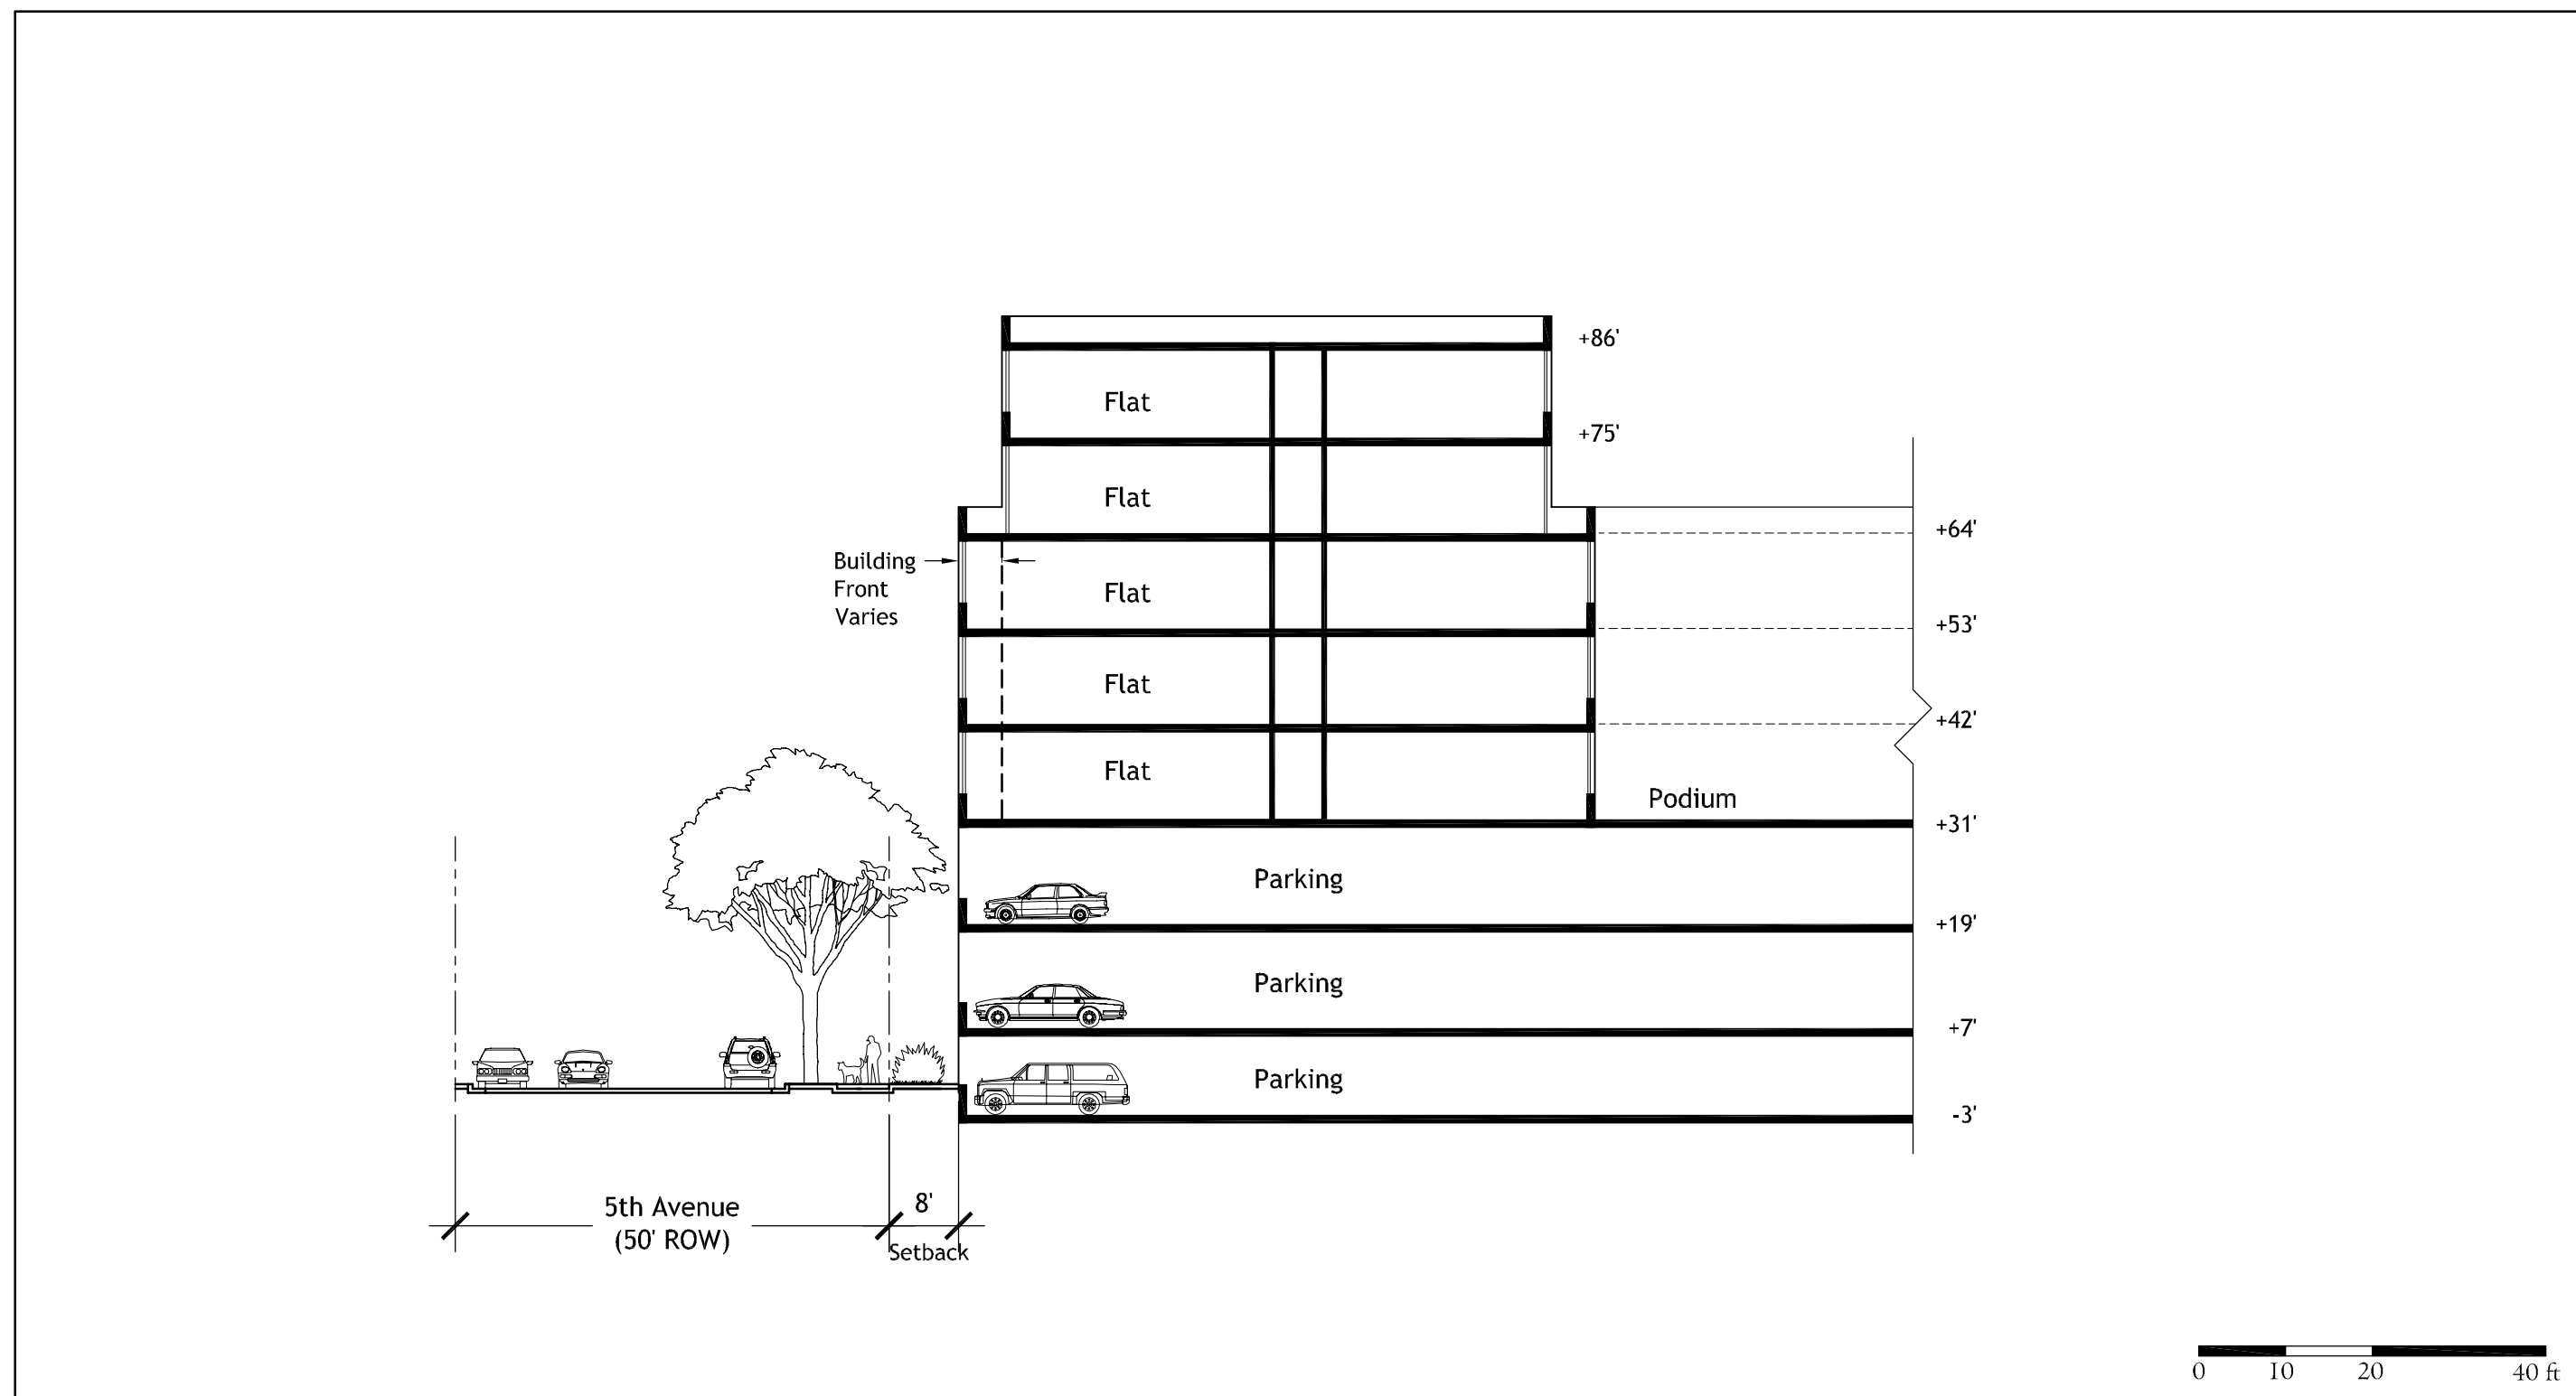 +86'
Flat
+75'
Flat
+64'
Building
Front
Varies
Flat
+53'
Flat
+42'
Flat
Podium
+31'
Parking
+19'
Parking
+7'
Parking
-3'
5th Avenue
(50' ROW)
8'
Setback
0 10 20 40 ft